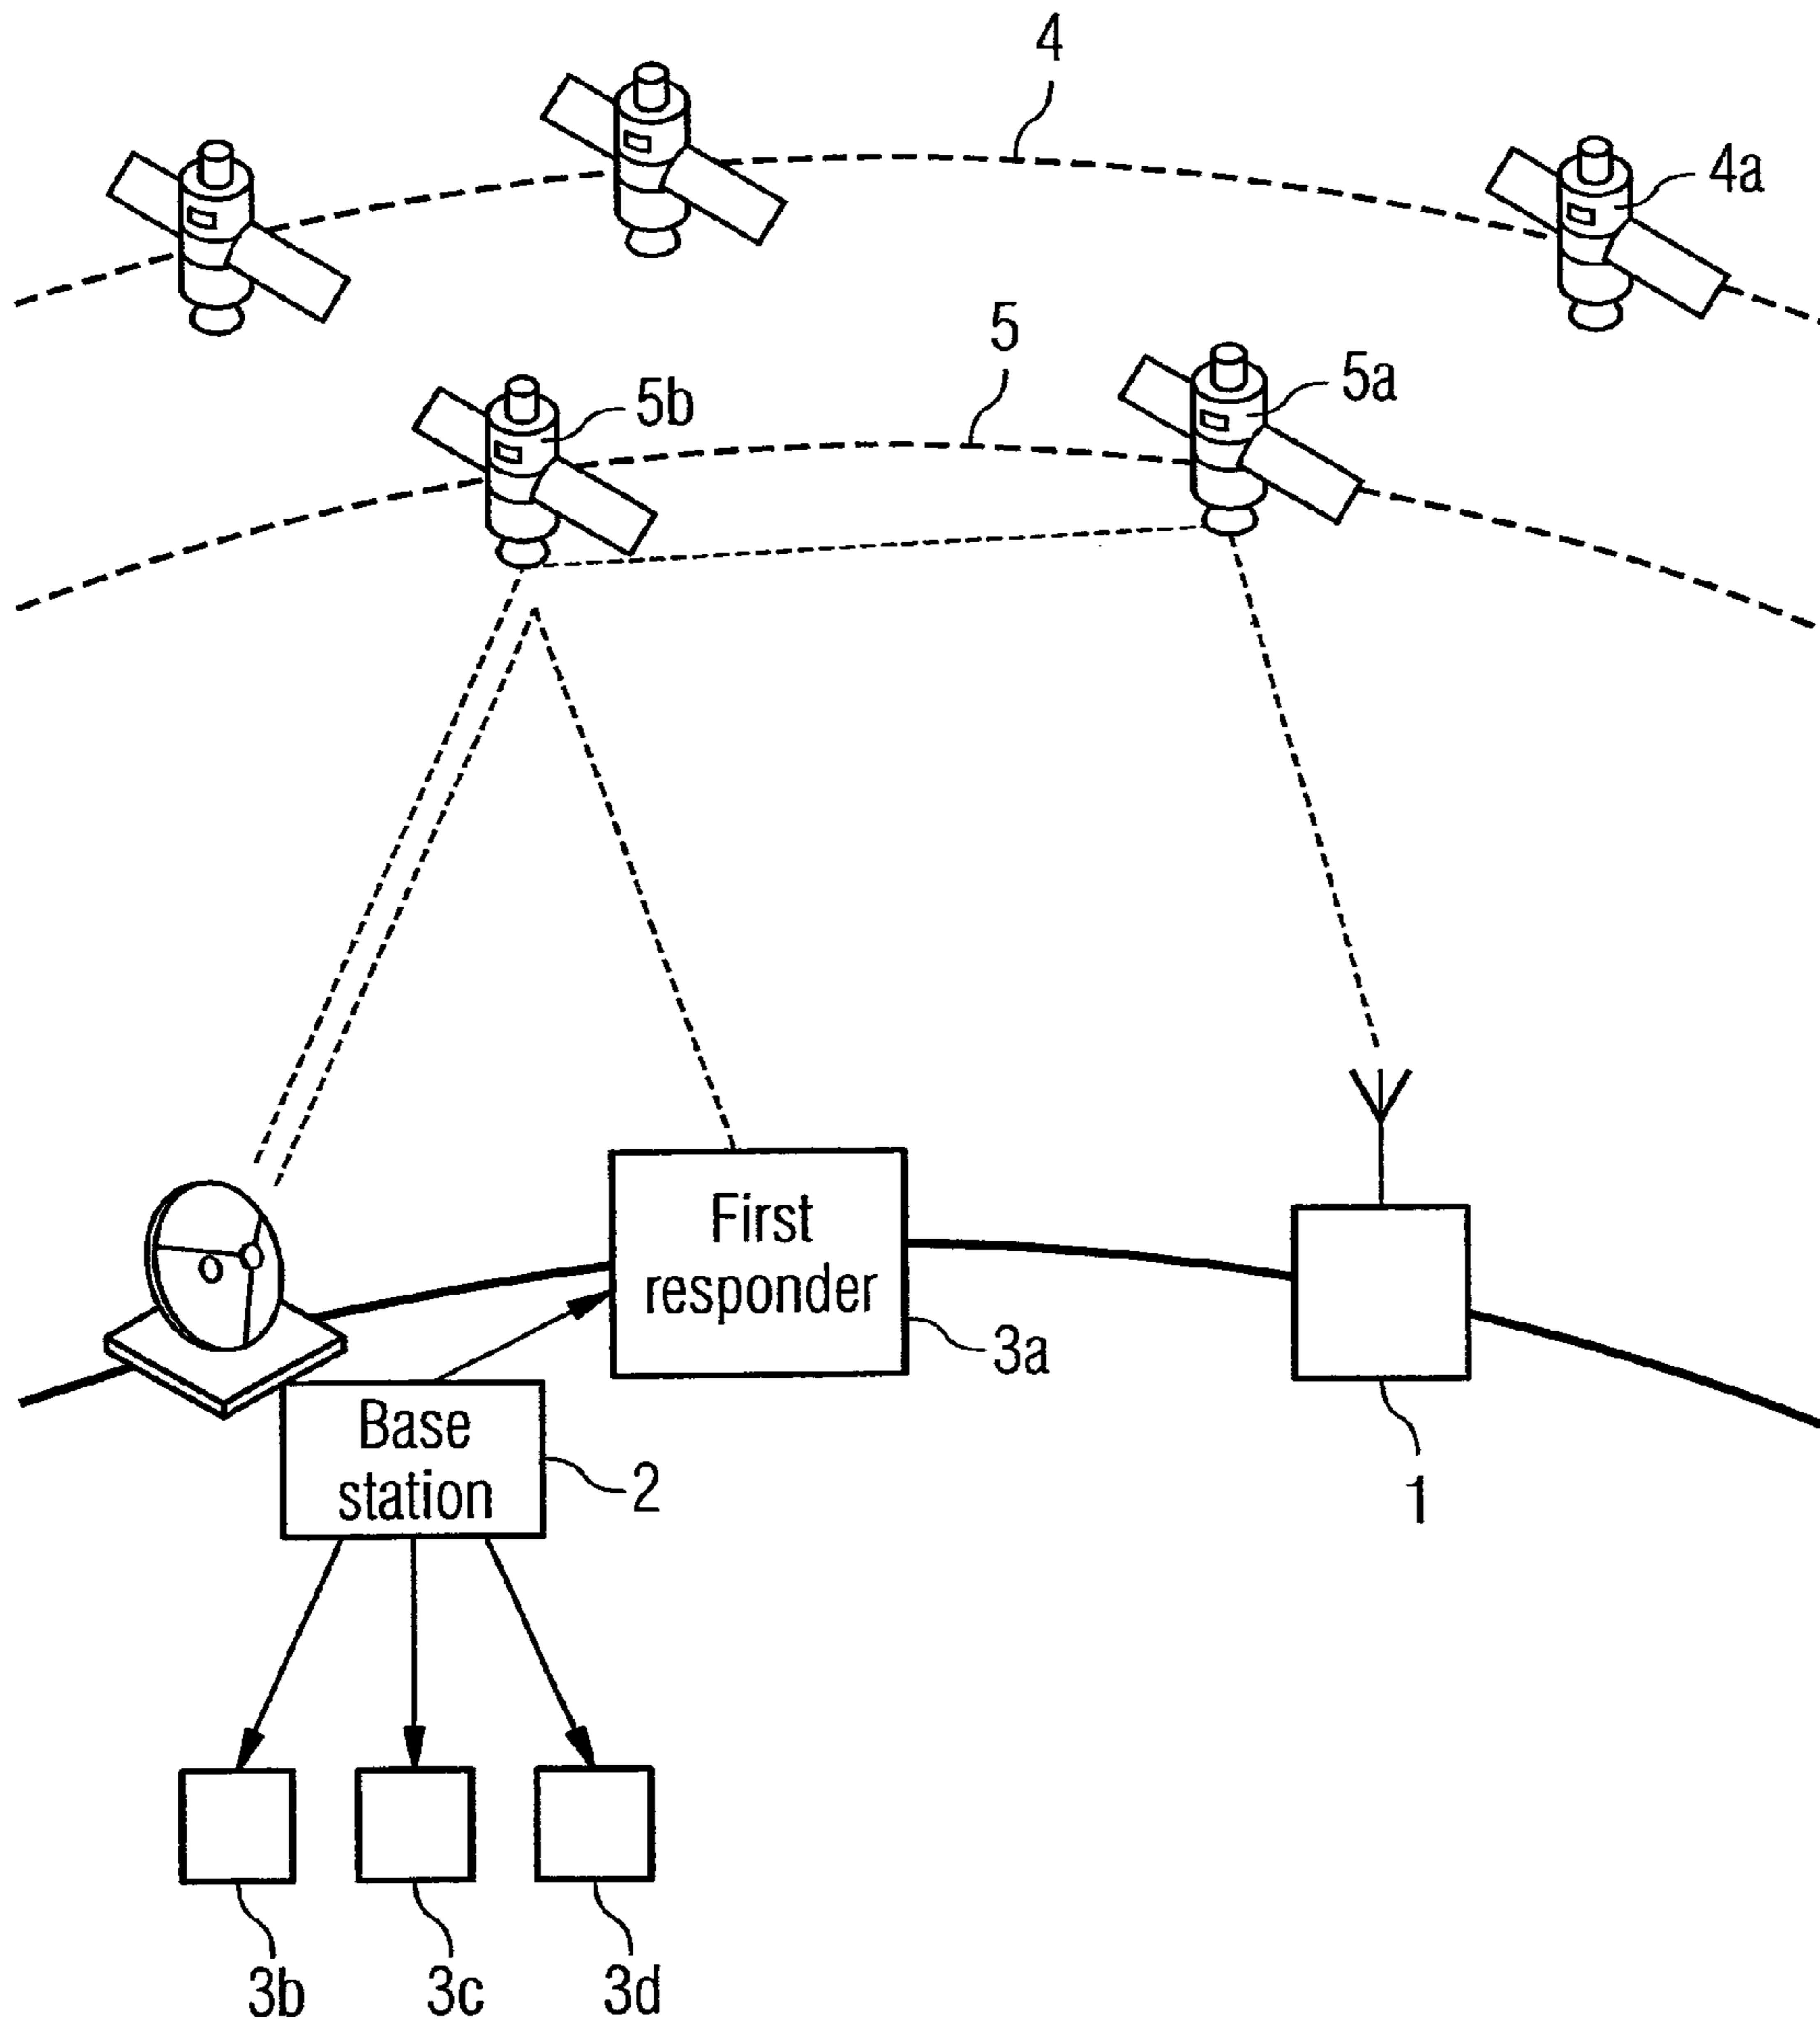 4
4a
5
5a
5b
First
responder
3a
Base
station
2
1
3b
3c
3d